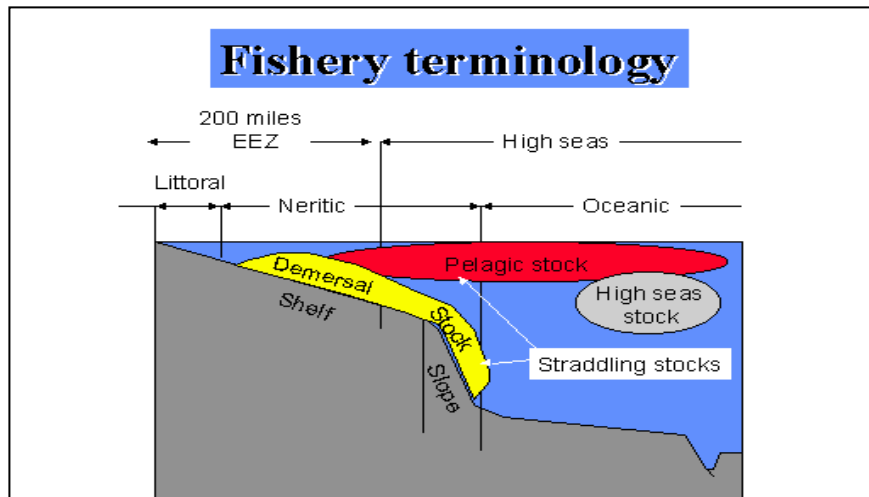 Fishery terminology
200 miles
EEZ
High seas
Littoral
Neritic
Oceanic
Pelagic stock
Demersal
Stock
High seas
stock
Shelf
Slope
Straddling stocks